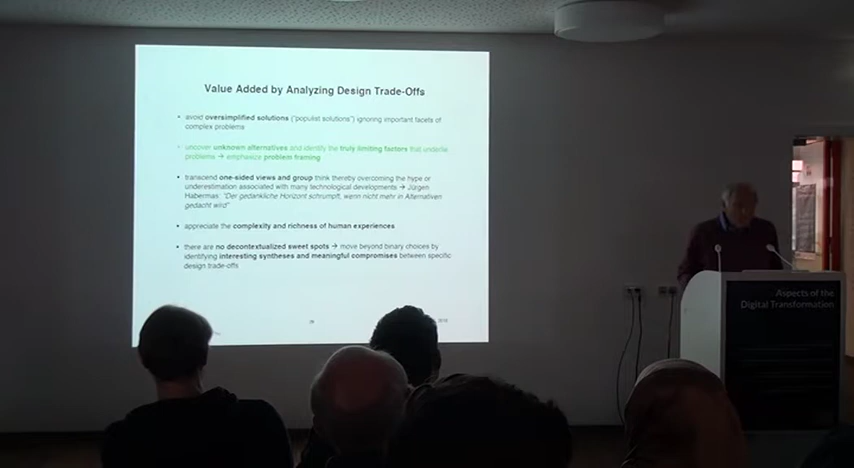 Value Added by Analyzing Design Trade-Offs
• avoid oversimplified solutions ("populist solutions") ignoring important facets of
complex problems
• uncover unknown alternatives and identify the truly limiting factors that underlie
problems → emphasize problem framing
• transcend one-sided views and group think thereby overcoming the hype or
underestimation associated with many technological developments → Jürgen
Habermas: "Der gedankliche Horizont schrumpft, wenn nicht mehr in Alternativen
gedacht wird"
• appreciate the complexity and richness of human experiences
• there are no decontextualized sweet spots → move beyond binary choices by
identifying interesting syntheses and meaningful compromises between specific
design trade-offs
Aspects of the
Digital Transformation